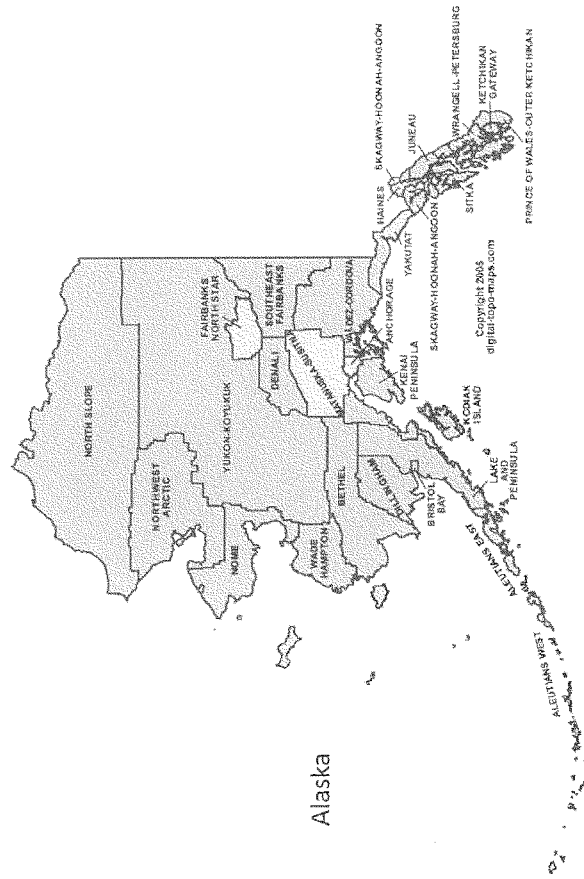 NORTH SLOPE
NORTHWEST
ARCTIC
NOME
YUKON-KOYUKUK
FAIRBANKS
NORTH STAR
SOUTHEAST
FAIRBANKS
DENALI
WADE
HAMPTON
BETHEL
MATANUSKA-SUSITNA
VALDEZ-CORDOVA
ANCHORAGE
DILLINGHAM
BRISTOL
BAY
KENAI
PENINSULA
KODIAK
ISLAND
LAKE
AND
PENINSULA
ALEUTIANS EAST
ALEUTIANS WEST
SKAGWAY-HOONAH-ANGOON
HAINES
JUNEAU
YAKUTAT
SKAGWAY-HOONAH-ANGOON
SITKA
WRANGELL-PETERSBURG
KETCHIKAN
GATEWAY
PRINCE OF WALES-OUTER KETCHIKAN
Copyright 2005
digital-topo-maps.com
Alaska